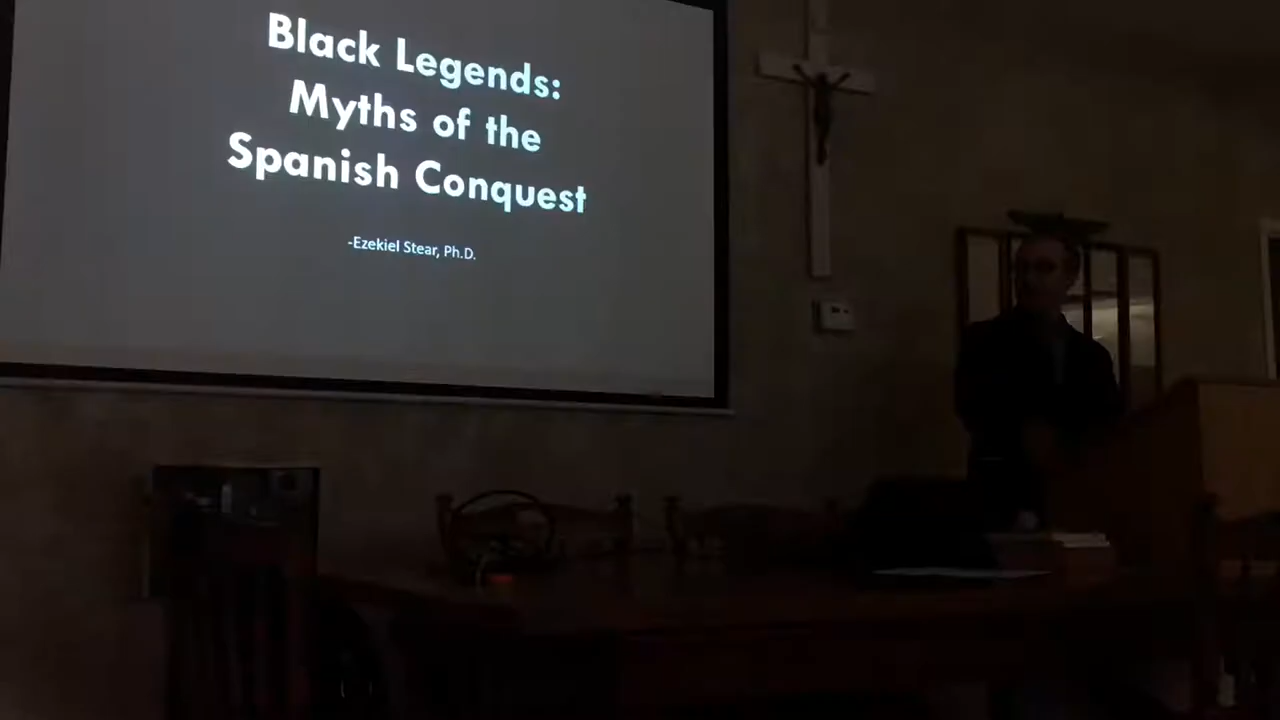 Black Legends:
Myths of the
Spanish Conquest
-Ezekiel Stear, Ph.D.